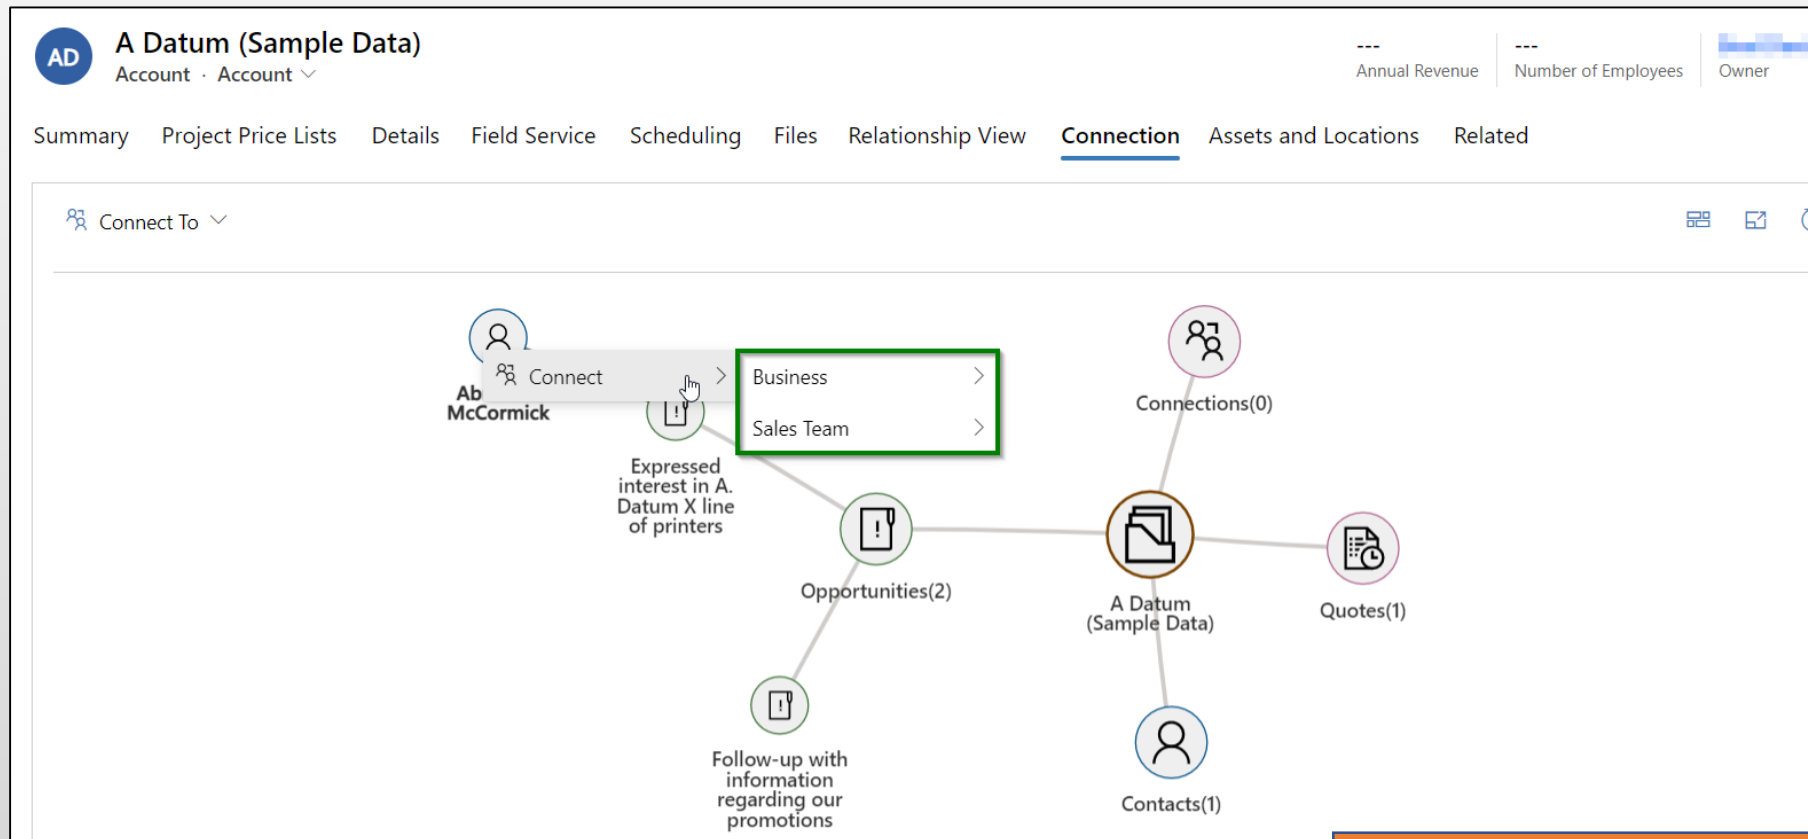 AD
A Datum (Sample Data)
Account · Account
---
Annual Revenue
---
Number of Employees
Owner
Summary
Project Price Lists
Details
Field Service
Scheduling
Files
Relationship View
Connection
Assets and Locations
Related
Connect To
Connect
Business
Sales Team
Ab
McCormick
Connections(0)
Expressed
interest in A.
Datum X line
of printers
Opportunities(2)
A Datum
(Sample Data)
Quotes(1)
Follow-up with
information
regarding our
promotions
Contacts(1)